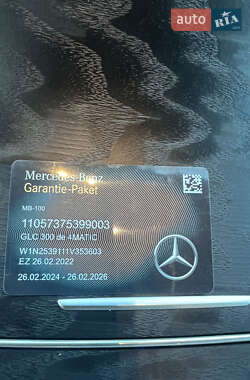 auto.ria.com
Mercedes-Benz
Garantie-Paket
MB-100
11057375399003
GLC 300 de 4MATIC
W1N2539111V353603
EZ 26.02.2022
26.02.2024 - 26.02.2026